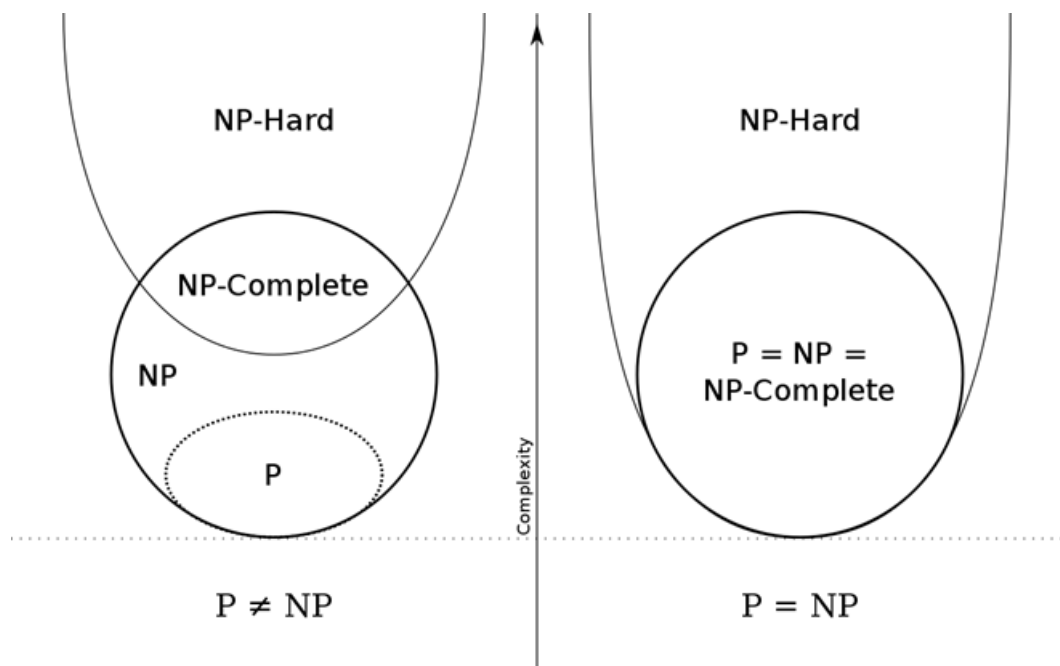 NP-Hard
NP-Complete
NP
P
P ≠ NP
Complexity
NP-Hard
P = NP =
NP-Complete
P = NP